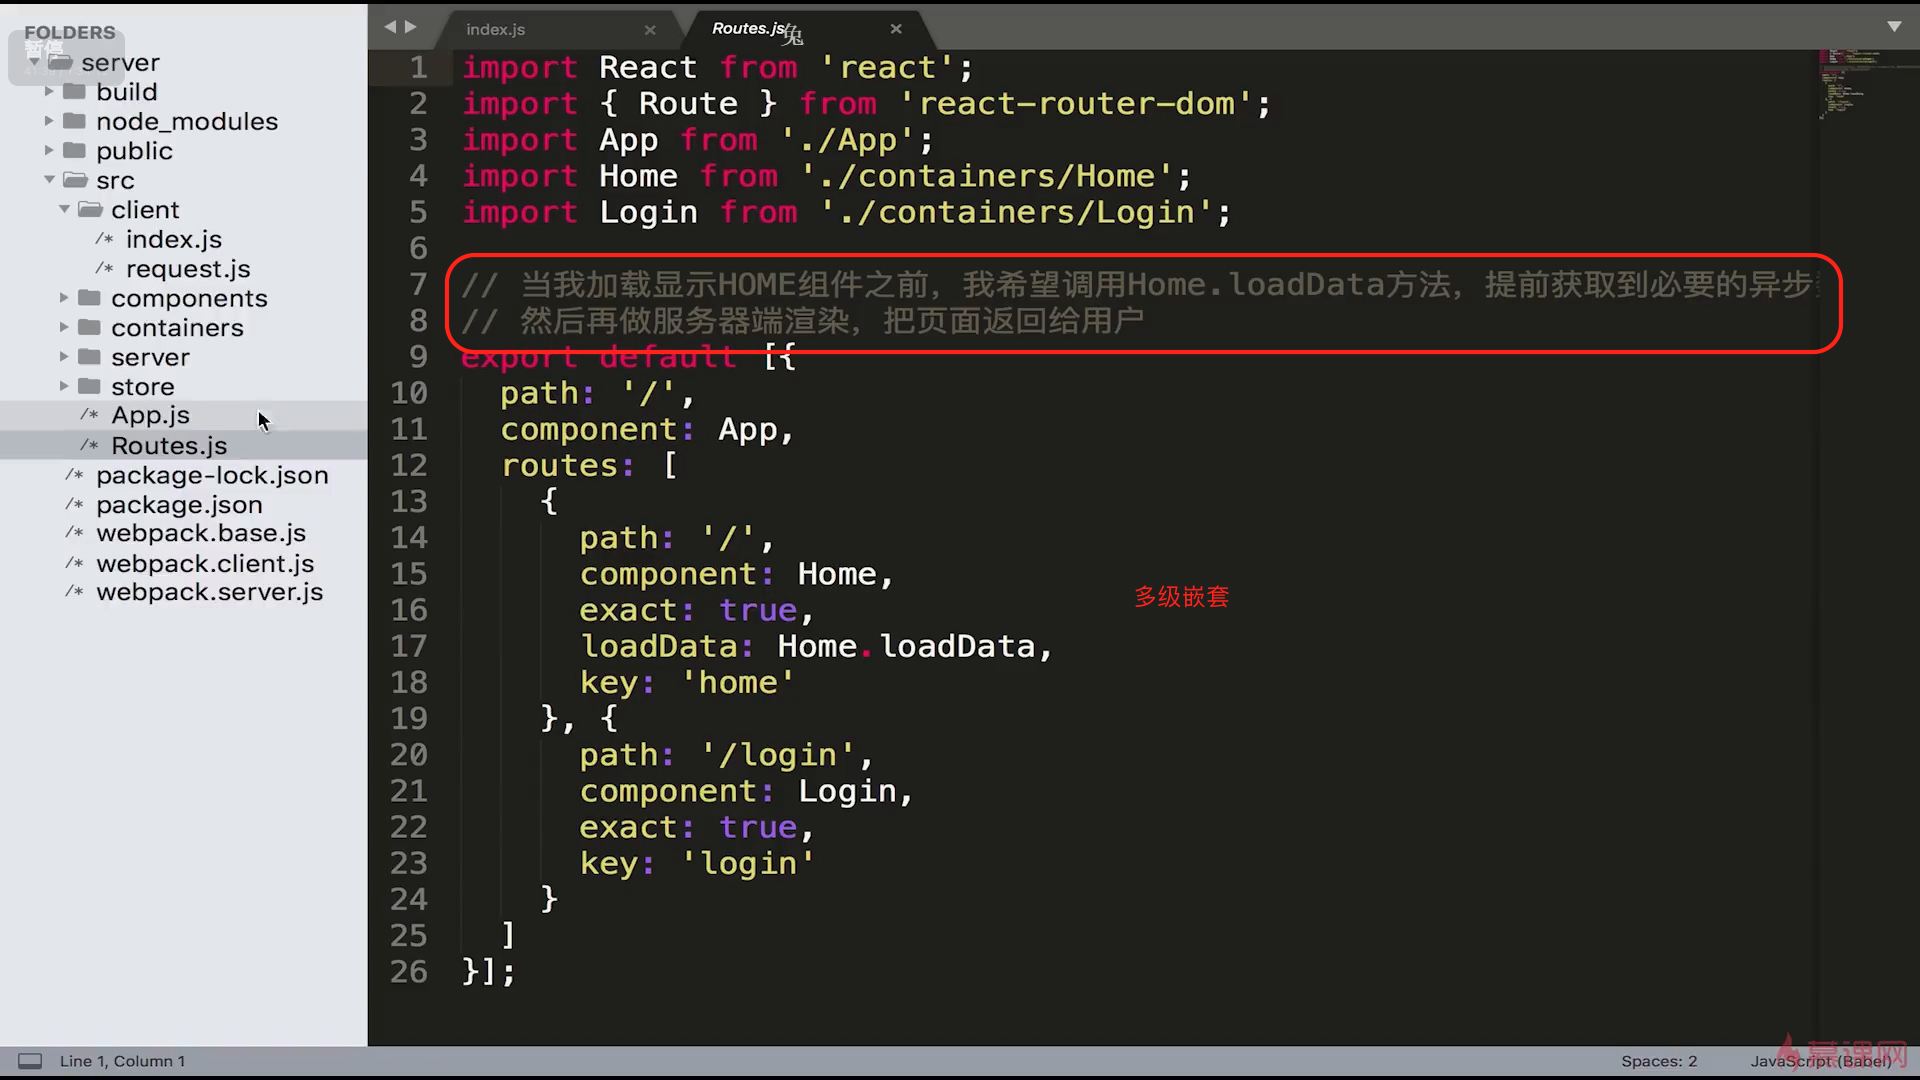 FOLDERS
暂停
server
build
node_modules
public
src
client
/* index.js
/* request.js
components
containers
server
store
/* App.js
/* Routes.js
/* package-lock.json
/* package.json
/* webpack.base.js
/* webpack.client.js
/* webpack.server.js
index.js
Routes.js
兔
1 import React from 'react';
2 import { Route } from 'react-router-dom';
3 import App from './App';
4 import Home from './containers/Home';
5 import Login from './containers/Login';
6
7 // 当我加载显示HOME组件之前，我希望调用Home.loadData方法，提前获取到必要的异步
8 // 然后再做服务器端渲染，把页面返回给用户
9 export default [{
10 path: '/',
11 component: App,
12 routes: [
13 {
14 path: '/',
15 component: Home,
16 exact: true,
17 loadData: Home.loadData,
18 key: 'home'
19 }, {
20 path: '/login',
21 component: Login,
22 exact: true,
23 key: 'login'
24 }
25 ]
26 }];
多级嵌套
Line 1, Column 1
Spaces: 2
JavaScript (Babel)
慕课网